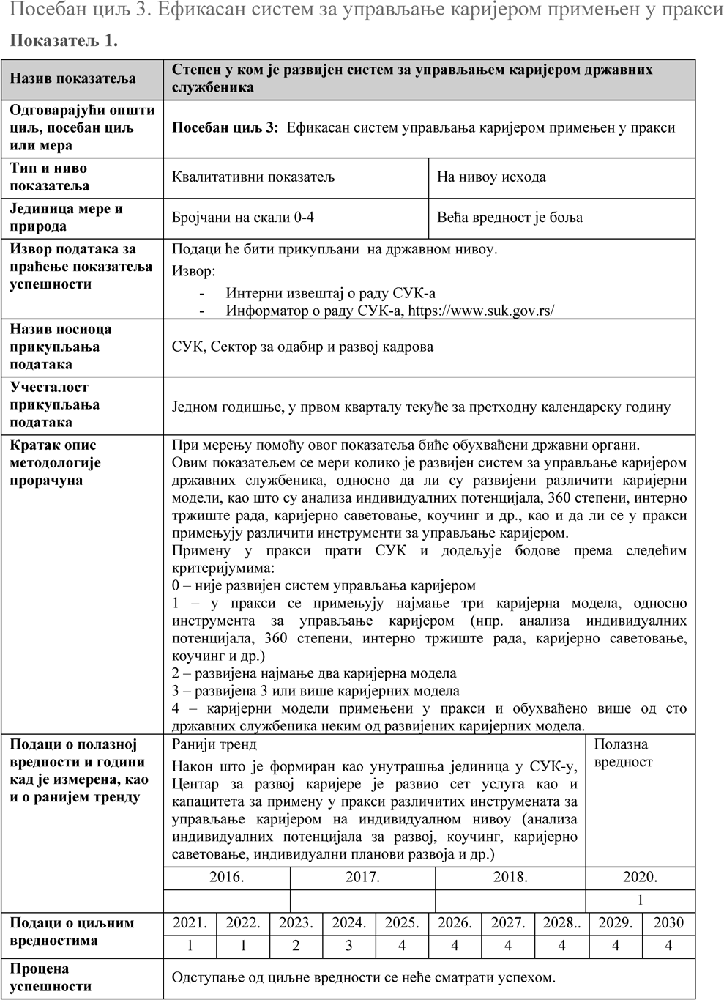 Посебан циљ 3. Ефикасан систем за управљање каријером примењен у пракси
Показатељ 1.
Назив показатеља
Степен у ком је развијен систем за управљањем каријером државних
службеника
Одговарајући општи
циљ, посебан циљ
или мера
Посебан циљ 3: Ефикасан систем управљања каријером примењен у пракси
Тип и ниво
показатеља
Квалитативни показатељ
На нивоу исхода
Јединица мере и
природа
Бројчани на скали 0-4
Већа вредност је боља
Извор података за
праћење показатеља
успешности
Подаци ће бити прикупљани на државном нивоу.
Извор:
- Интерни извештај о раду СУК-а
- Информатор о раду СУК-а, https://www.suk.gov.rs/
Назив носиоца
прикупљања
података
СУК, Сектор за одабир и развој кадрова
Учесталост
прикупљања
података
Једном годишње, у првом кварталу текуће за претходну календарску годину
Кратак опис
методологије
прорачуна
При мерењу помоћу овог показатеља биће обухваћени државни органи.
Овим показатељем се мери колико је развијен систем за управљање каријером
државних службеника, односно да ли су развијени различити каријерни
модели, као што су анализа индивидуалних потенцијала, 360 степени, интерно
тржиште рада, каријерно саветовање, коучинг и др., као и да ли се у пракси
примењују различити инструменти за управљање каријером.
Примену у пракси прати СУК и додељује бодове према следећим
критеријумима:
0 – није развијен систем управљања каријером
1 – у пракси се примењују најмање три каријерна модела, односно
инструмента за управљање каријером (нпр. анализа индивидуалних
потенцијала, 360 степени, интерно тржиште рада, каријерно саветовање,
коучинг и др.)
2 – развијена најмање два каријерна модела
3 – развијена 3 или више каријерних модела
4 – каријерни модели примењени у пракси и обухваћено више од сто
државних службеника неким од развијених каријерних модела.
Подаци о полазној
вредности и години
кад је измерена, као
и о ранијем тренду
Ранији тренд
Након што је формиран као унутрашња јединица у СУК-у,
Центар за развој каријере је развио сет услуга као и
капацитета за примену у пракси различитих инструмената за
управљање каријером на индивидуалном нивоу (анализа
индивидуалних потенцијала за развој, коучинг, каријерно
саветовање, индивидуални планови развоја и др.)
Полазна
вредност
2016. 2017. 2018. 2020.
1
Подаци о циљним
вредностима
2021. 2022. 2023. 2024. 2025. 2026. 2027. 2028.. 2029. 2030
1 1 2 3 4 4 4 4 4 4
Процена
успешности
Одступање од циљне вредности се неће сматрати успехом.